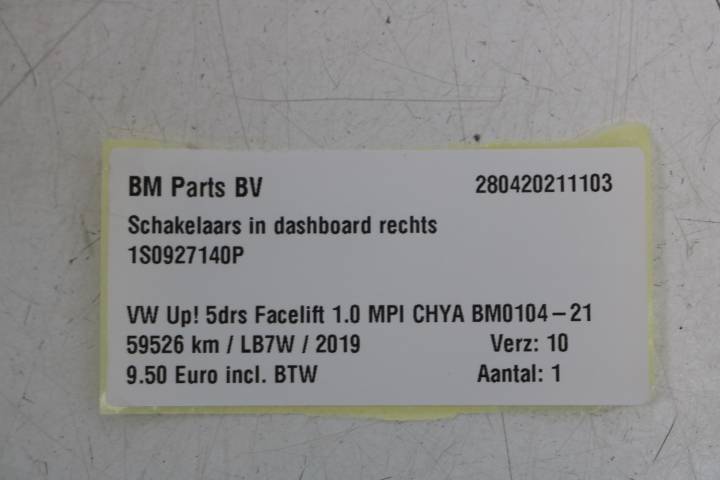 BM Parts BV 280420211103
Schakelaars in dashboard rechts
1S0927140P
VW Up! 5drs Facelift 1.0 MPI CHYA BM0104-21
59526 km / LB7W / 2019 Verz: 10
9.50 Euro incl. BTW Aantal: 1